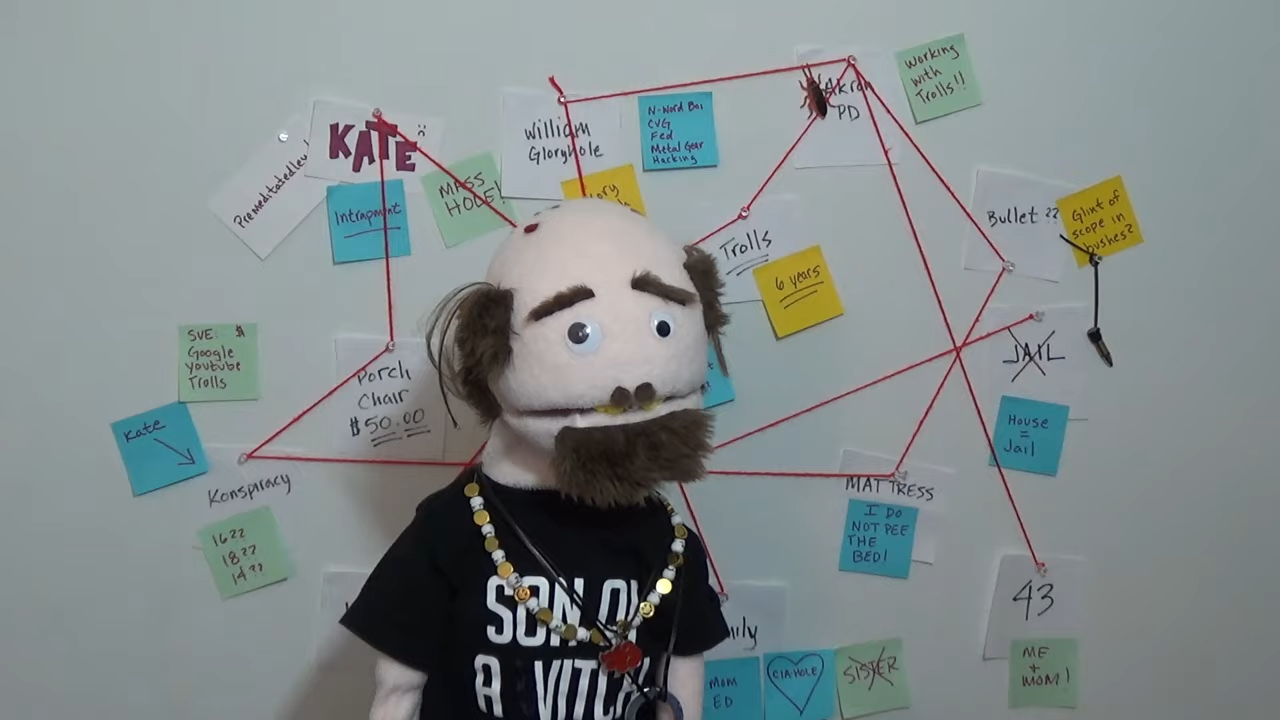 KATE
:(
Premeditatedlev
Intrapment
MASS
HOLE!
William
Gloryhole
N-Word Boi
CVG
Fed
Metal Gear
Hacking
Akron
PD
Working
with
Trolls!!
Bullet ??
Glint of
scope in
bushes?
Trolls
6 years
JAIL
House
=
Jail
SVE: $
Google
Youtube
Trolls
Porch
Chair
$50.00
Kate
Konspiracy
16??
18??
14??
MATTRESS
I DO
NOT PEE
THE
BED!
43
ME
+
MOM!
MOM
ED
CIA-HOLE
SISTER
SON O
A VITC